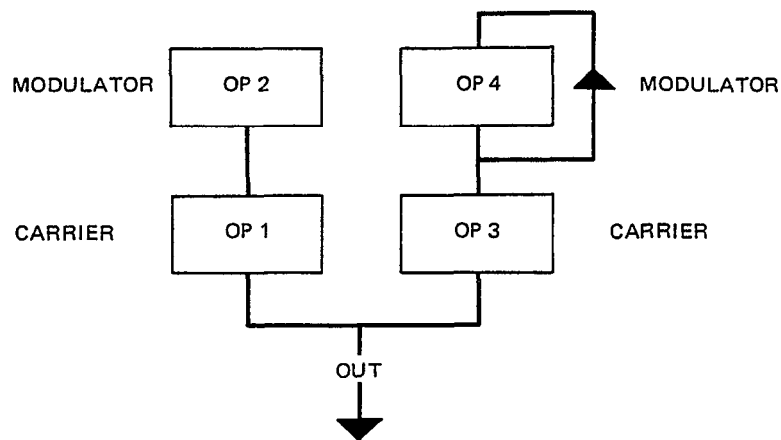 MODULATOR OP 2 OP 4 MODULATOR
CARRIER OP 1 OP 3 CARRIER
OUT